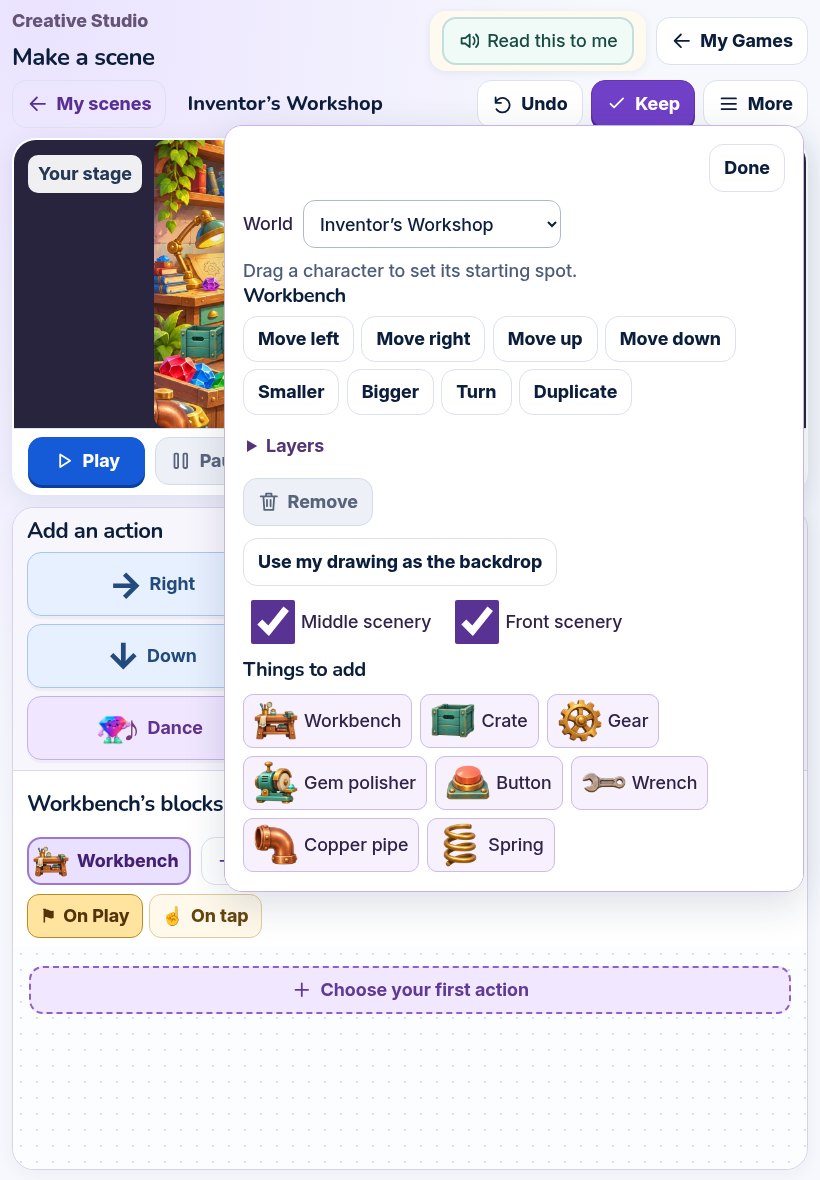 Creative Studio
Make a scene
Read this to me
My Games
My scenes
Inventor’s Workshop
Undo
Keep
More
Your stage
Done
World
Inventor’s Workshop
Drag a character to set its starting spot.
Workbench
Move left
Move right
Move up
Move down
Smaller
Bigger
Turn
Duplicate
Layers
Remove
Use my drawing as the backdrop
Middle scenery
Front scenery
Things to add
Workbench
Crate
Gear
Gem polisher
Button
Wrench
Copper pipe
Spring
Play
Add an action
Right
Down
Dance
Workbench’s blocks
Workbench
On Play
On tap
Choose your first action